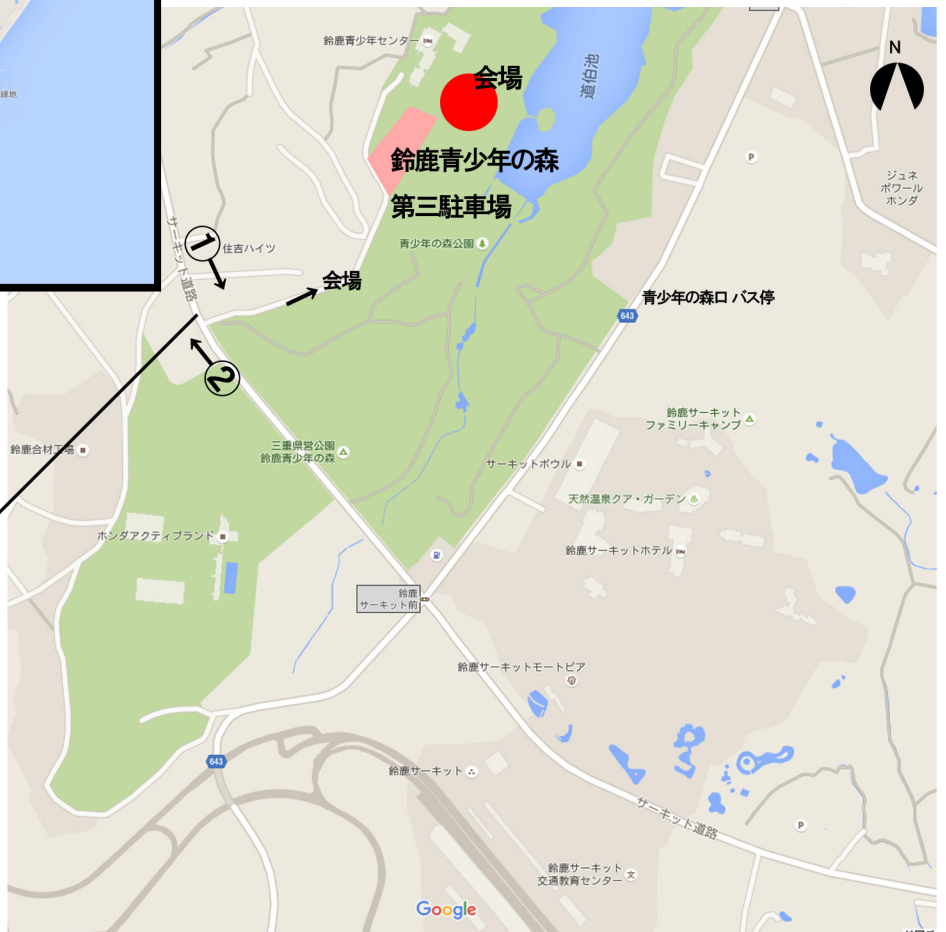 緑地
鈴鹿青少年センター
会場
道伯池
N
鈴鹿青少年の森
第三駐車場
P
ジュネ
ポワール
ホンダ
サーキット道路
1
住吉ハイツ
青少年の森公園
会場
青少年の森口 バス停
643
2
鈴鹿サーキット
ファミリーキャンプ
鈴鹿合材工場
三重県営公園
鈴鹿青少年の森
サーキットボウル
天然温泉クア・ガーデン
ホンダアクティブランド
鈴鹿サーキットホテル
鈴鹿
サーキット前
鈴鹿サーキットモートピア
643
鈴鹿サーキット
サーキット道路
P
鈴鹿サーキット
交通教育センター
文
Google